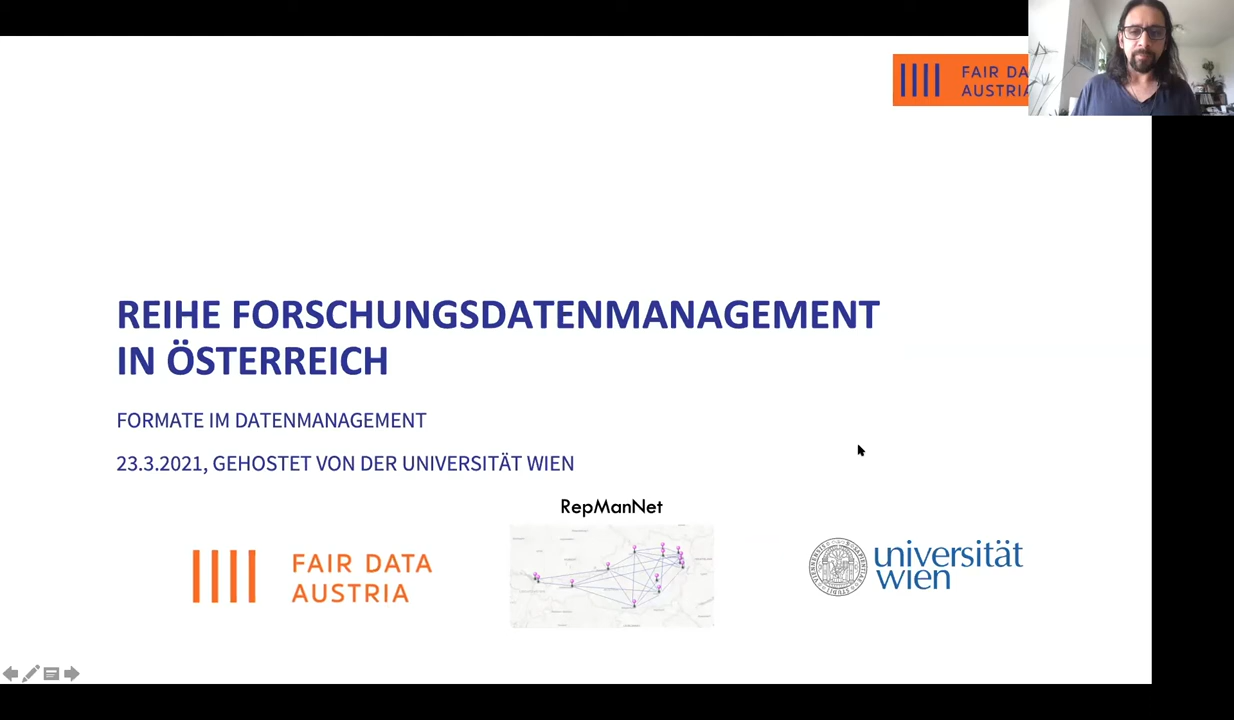 FAIR DA
AUSTRIA
REIHE FORSCHUNGSDATENMANAGEMENT
IN ÖSTERREICH
FORMATE IM DATENMANAGEMENT
23.3.2021, GEHOSTET VON DER UNIVERSITÄT WIEN
RepManNet
FAIR DATA
AUSTRIA
universität
wien